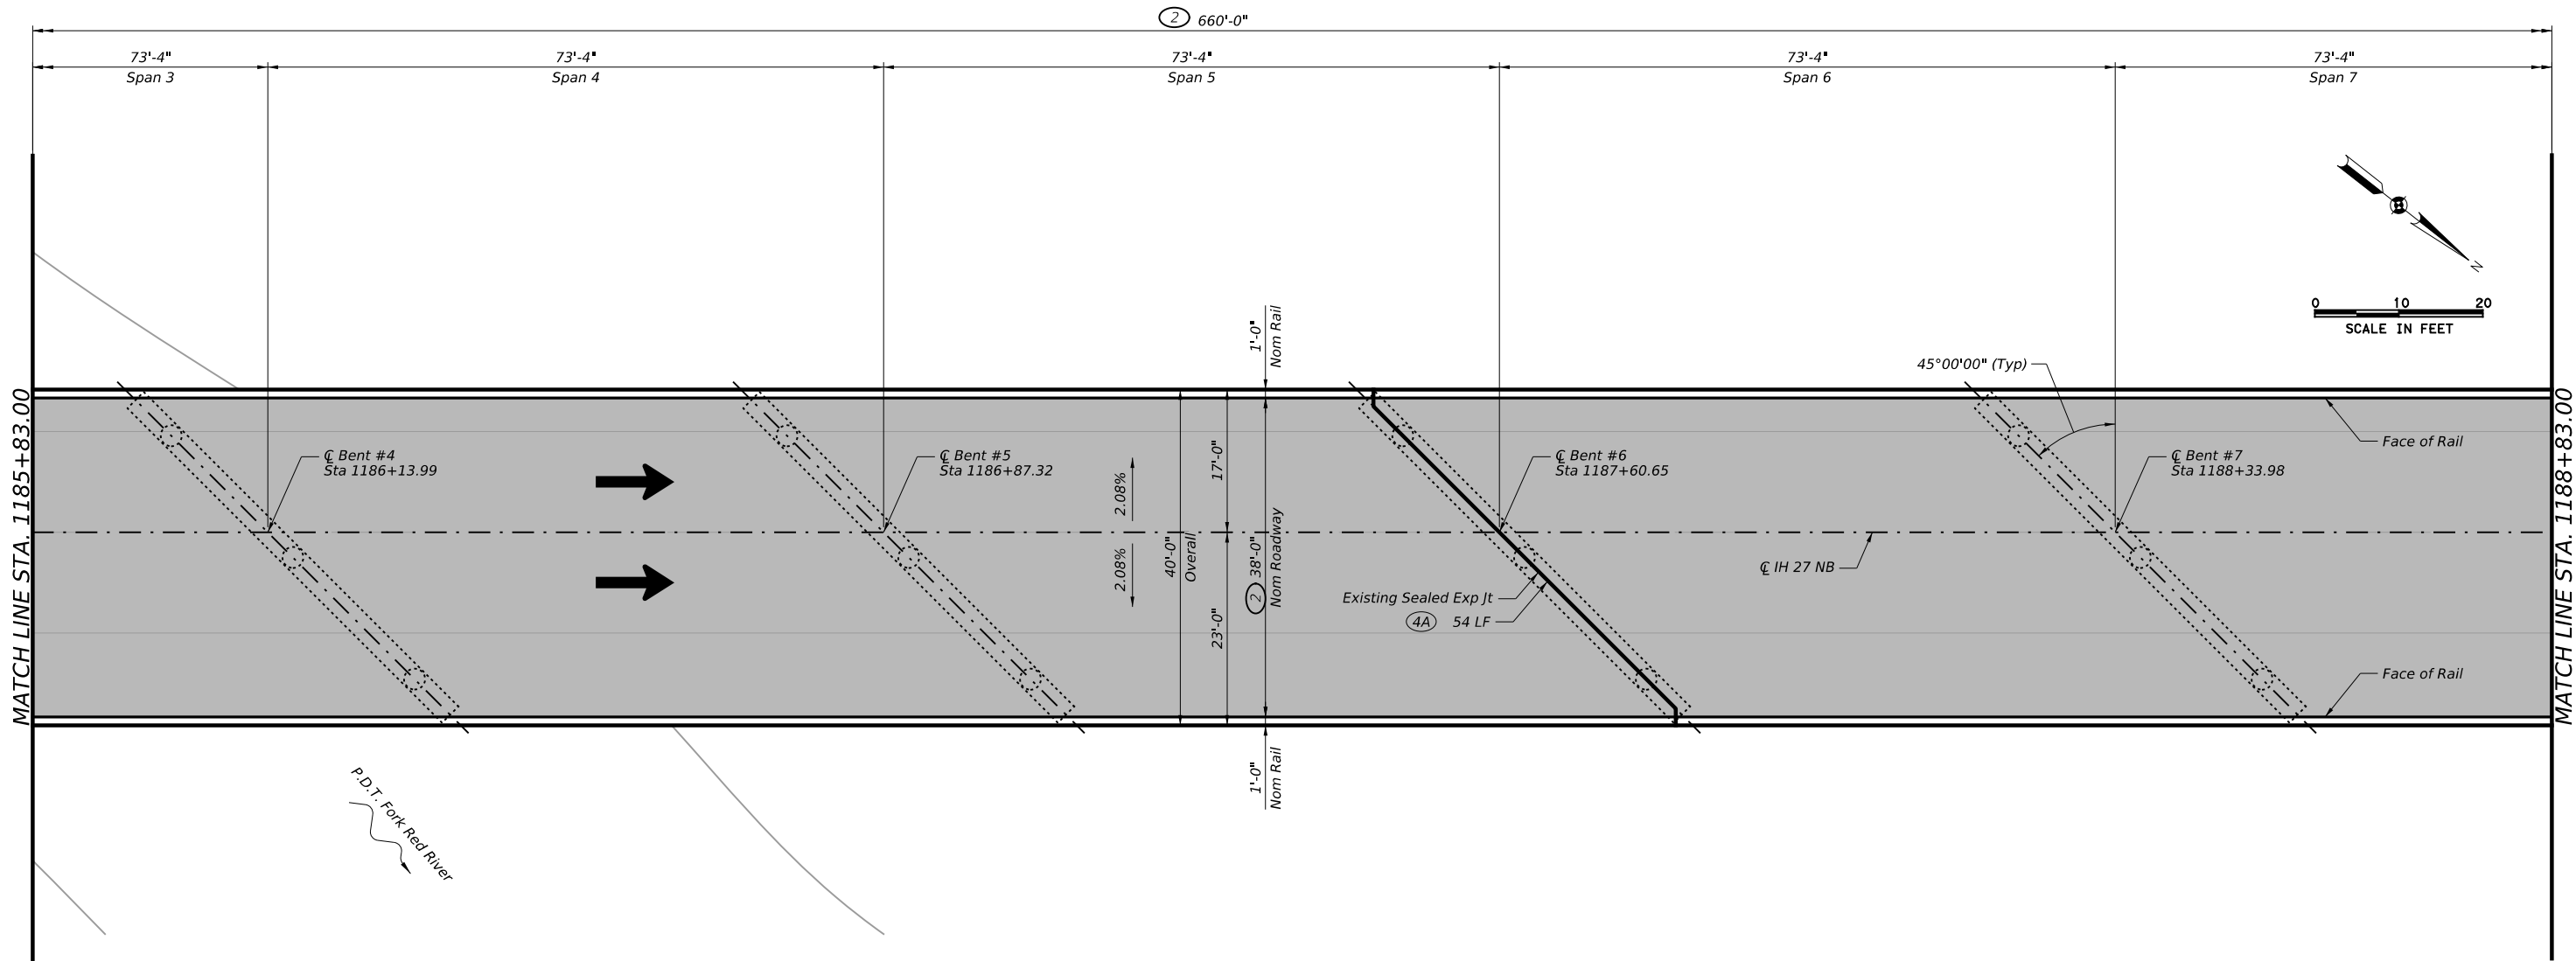 2 660'-0"
73'-4"
Span 3
73'-4"
Span 4
73'-4"
Span 5
73'-4"
Span 6
73'-4"
Span 7
N
0 10 20
SCALE IN FEET
MATCH LINE STA. 1185+83.00
MATCH LINE STA. 1188+83.00
1'-0"
Nom Rail
45°00'00" (Typ)
Face of Rail
℄ Bent #4
Sta 1186+13.99
℄ Bent #5
Sta 1186+87.32
℄ Bent #6
Sta 1187+60.65
℄ Bent #7
Sta 1188+33.98
2.08%
2.08%
40'-0"
Overall
17'-0"
23'-0"
2 38'-0"
Nom Roadway
℄ IH 27 NB
Existing Sealed Exp Jt
4A 54 LF
Face of Rail
1'-0"
Nom Rail
P.D.T. Fork Red River